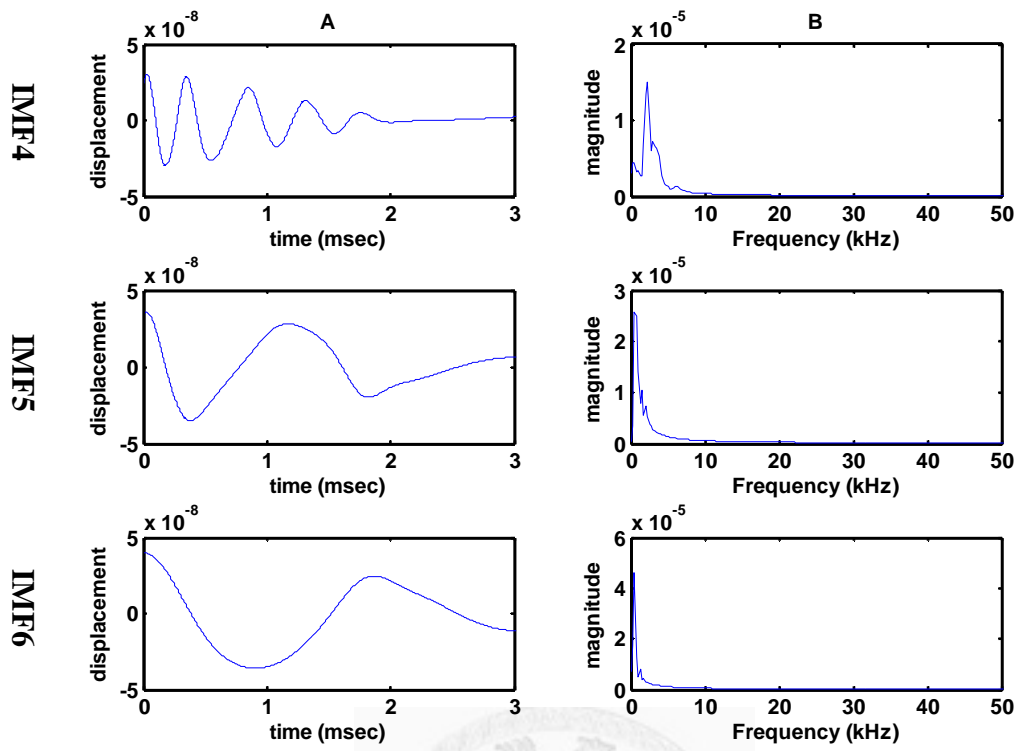 A
B
IMF4
x 10^-8
5
0
-5
displacement
0 1 2 3
time (msec)
x 10^-5
2
1
0
magnitude
0 10 20 30 40 50
Frequency (kHz)
IMF5
x 10^-8
5
0
-5
displacement
0 1 2 3
time (msec)
x 10^-5
3
2
1
0
magnitude
0 10 20 30 40 50
Frequency (kHz)
IMF6
x 10^-8
5
0
-5
displacement
0 1 2 3
time (msec)
x 10^-5
6
4
2
0
magnitude
0 10 20 30 40 50
Frequency (kHz)